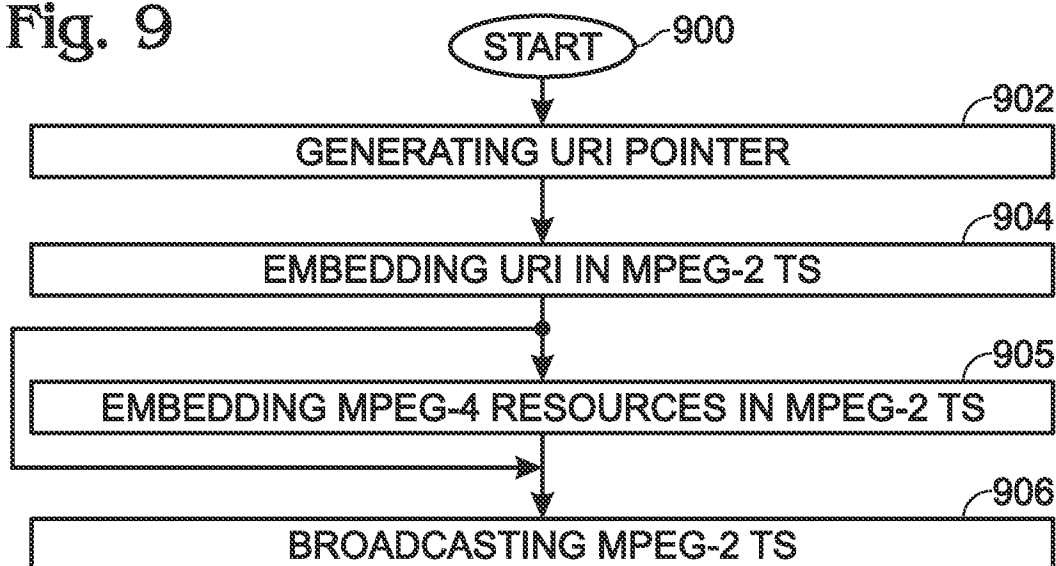 Fig. 9
START
900
902
GENERATING URI POINTER
904
EMBEDDING URI IN MPEG-2 TS
905
EMBEDDING MPEG-4 RESOURCES IN MPEG-2 TS
906
BROADCASTING MPEG-2 TS